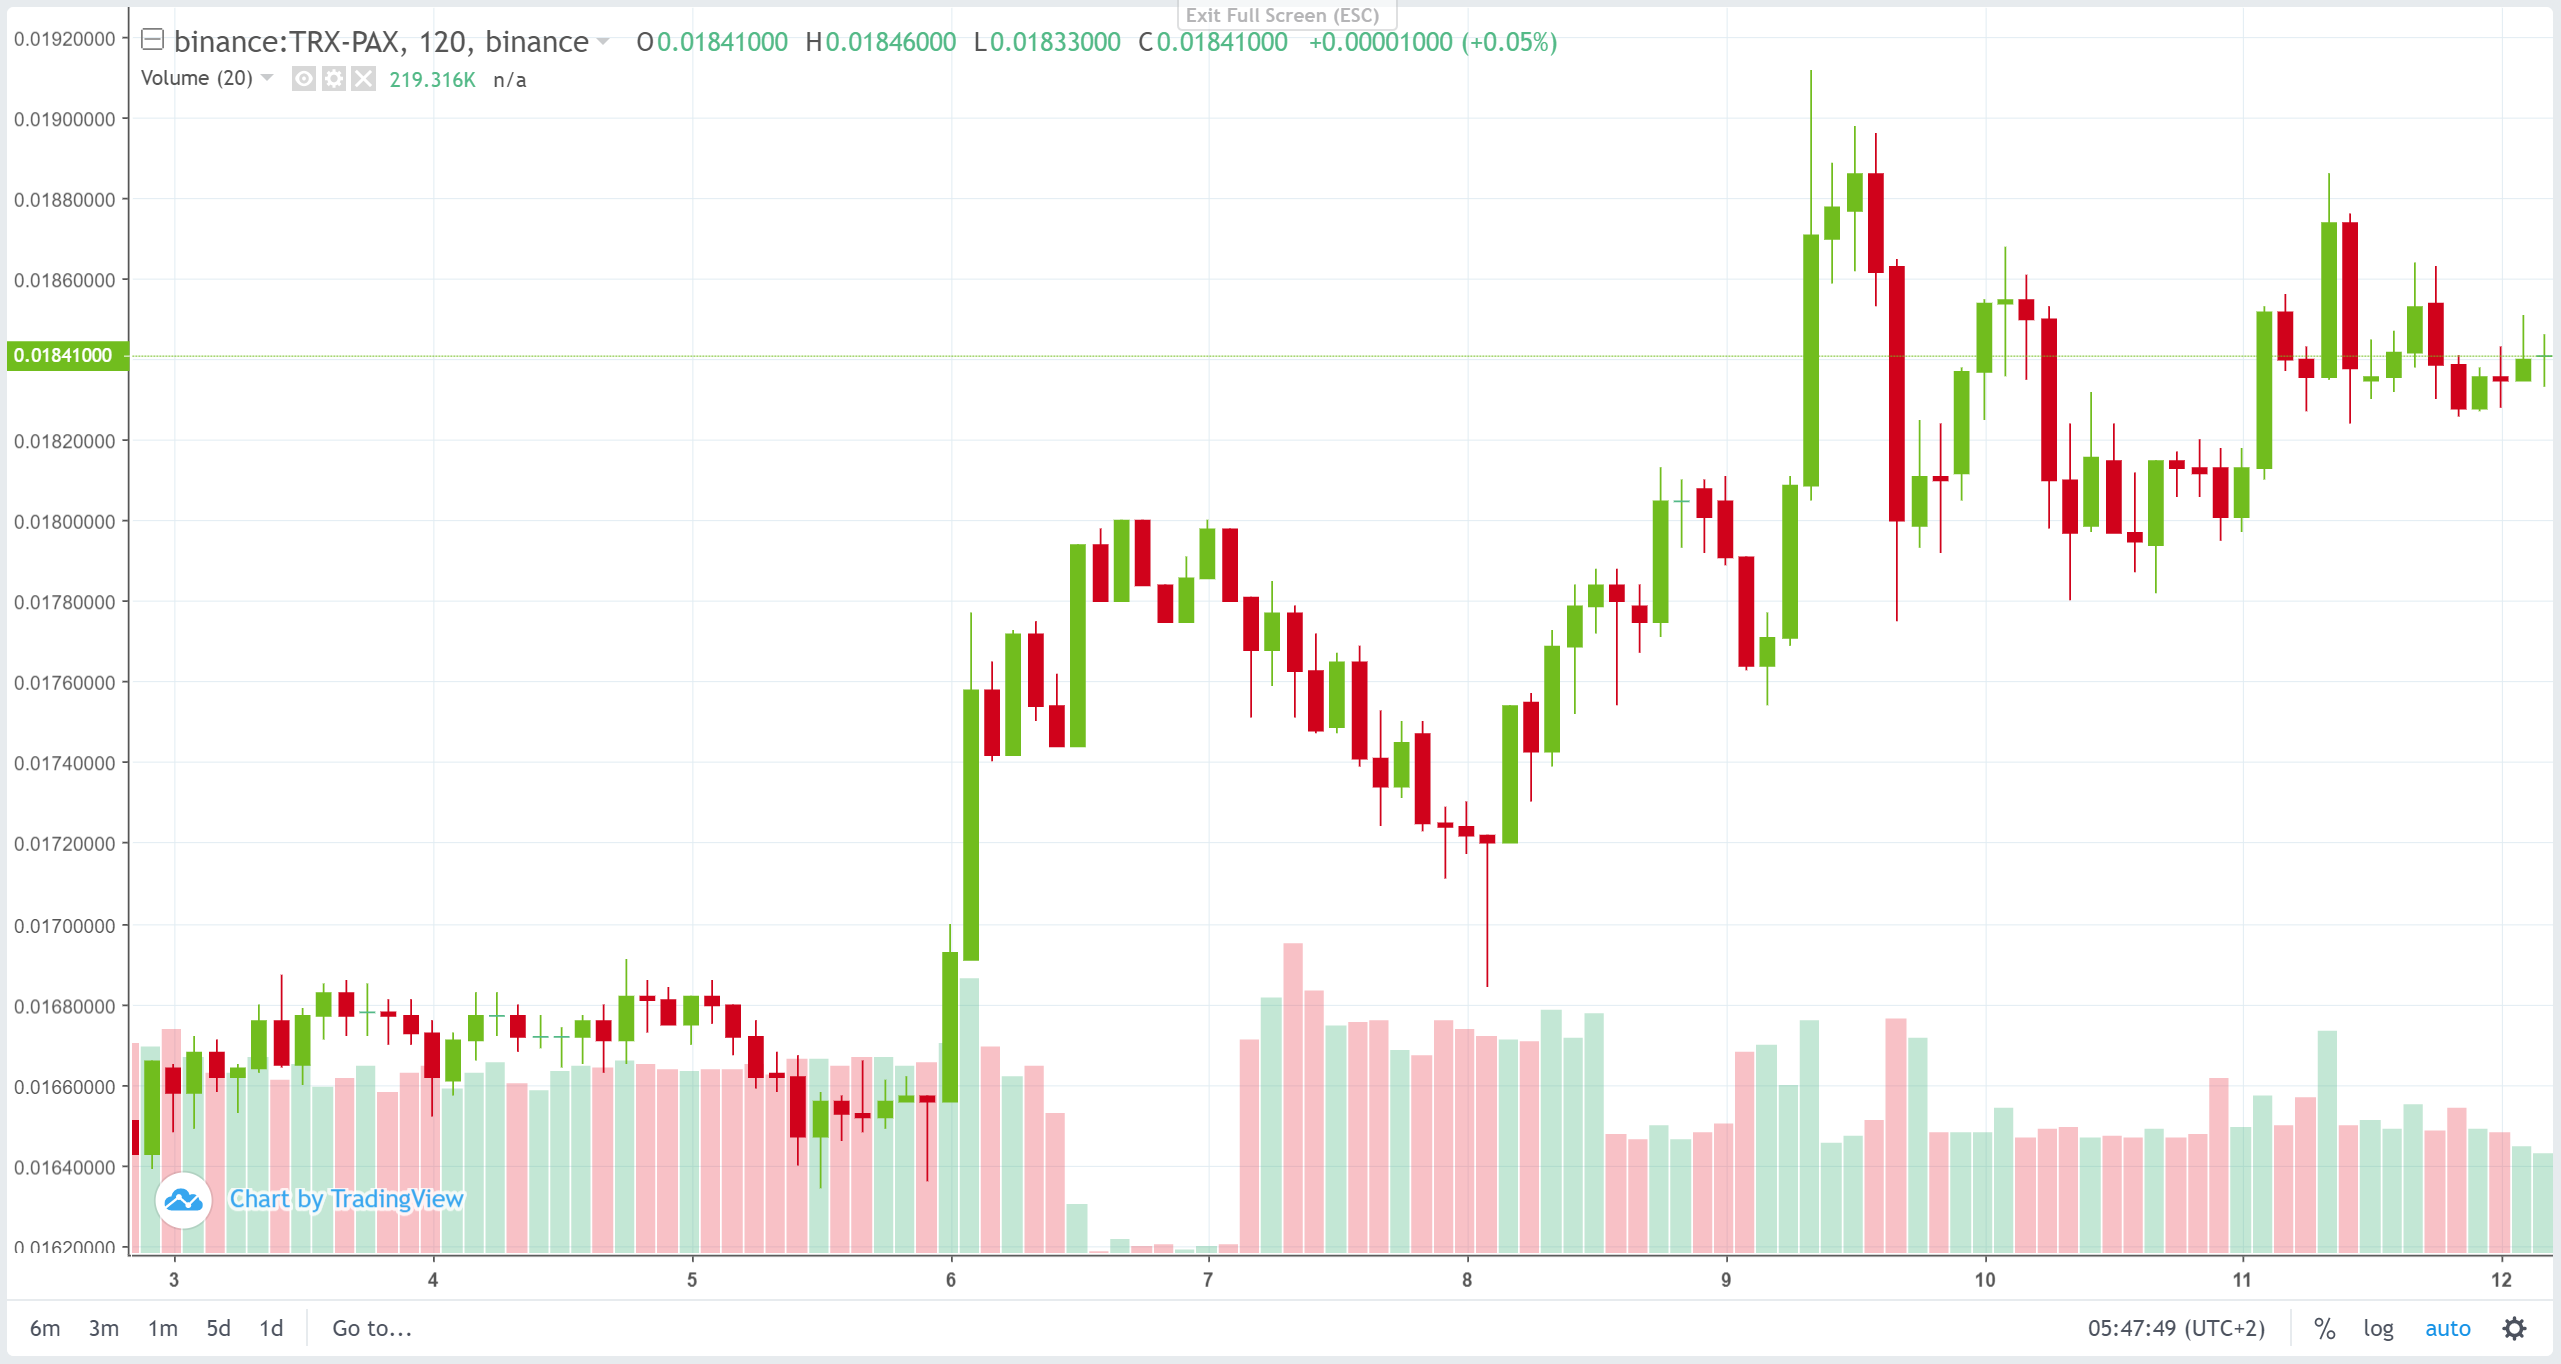 Exit Full Screen (ESC)
binance:TRX-PAX, 120, binance O0.01841000 H0.01846000 L0.01833000 C0.01841000 +0.00001000 (+0.05%)
Volume (20) 219.316K n/a
0.01920000
0.01900000
0.01880000
0.01860000
0.01841000
0.01820000
0.01800000
0.01780000
0.01760000
0.01740000
0.01720000
0.01700000
0.01680000
0.01660000
0.01640000
0.01620000
Chart by TradingView
3 4 5 6 7 8 9 10 11 12
6m 3m 1m 5d 1d Go to... 05:47:49 (UTC+2) % log auto